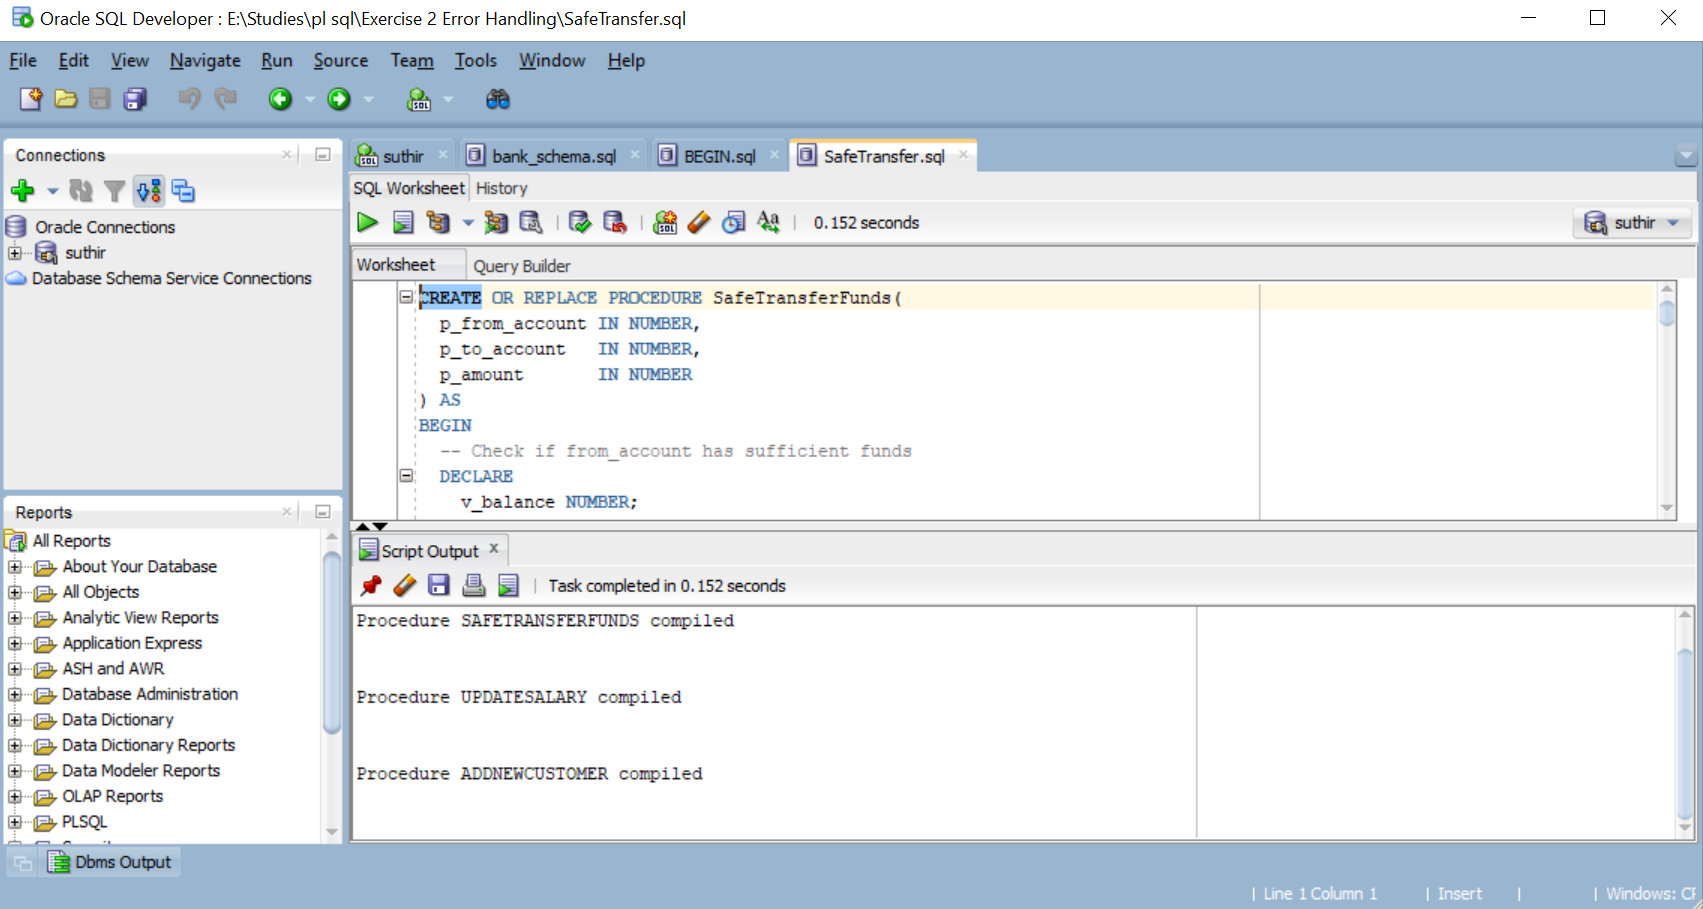 Oracle SQL Developer : E:\Studies\pl sql\Exercise 2 Error Handling\SafeTransfer.sql
File Edit View Navigate Run Source Team Tools Window Help
Connections
Oracle Connections
suthir
Database Schema Service Connections
Reports
All Reports
About Your Database
All Objects
Analytic View Reports
Application Express
ASH and AWR
Database Administration
Data Dictionary
Data Dictionary Reports
Data Modeler Reports
OLAP Reports
PLSQL
suthir bank_schema.sql BEGIN.sql SafeTransfer.sql
SQL Worksheet History
0.152 seconds suthir
Worksheet Query Builder
CREATE OR REPLACE PROCEDURE SafeTransferFunds(
p_from_account IN NUMBER,
p_to_account IN NUMBER,
p_amount IN NUMBER
) AS
BEGIN
-- Check if from_account has sufficient funds
DECLARE
v_balance NUMBER;
Script Output
Task completed in 0.152 seconds
Procedure SAFETRANSFERFUNDS compiled
Procedure UPDATESALARY compiled
Procedure ADDNEWCUSTOMER compiled
Dbms Output
| Line 1 Column 1 | Insert | | Windows: